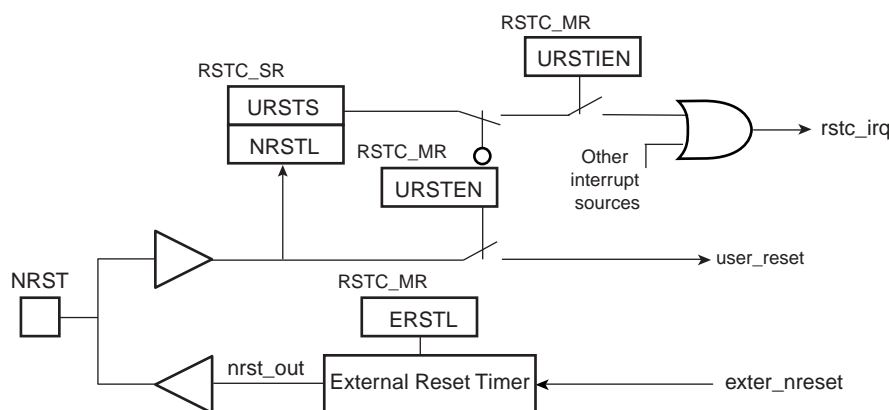 RSTC_MR
URSTIEN
RSTC_SR
URSTS
NRSTL
rstc_irq
RSTC_MR
Other
interrupt
sources
URSTEN
user_reset
NRST
RSTC_MR
ERSTL
nrst_out
External Reset Timer
exter_nreset